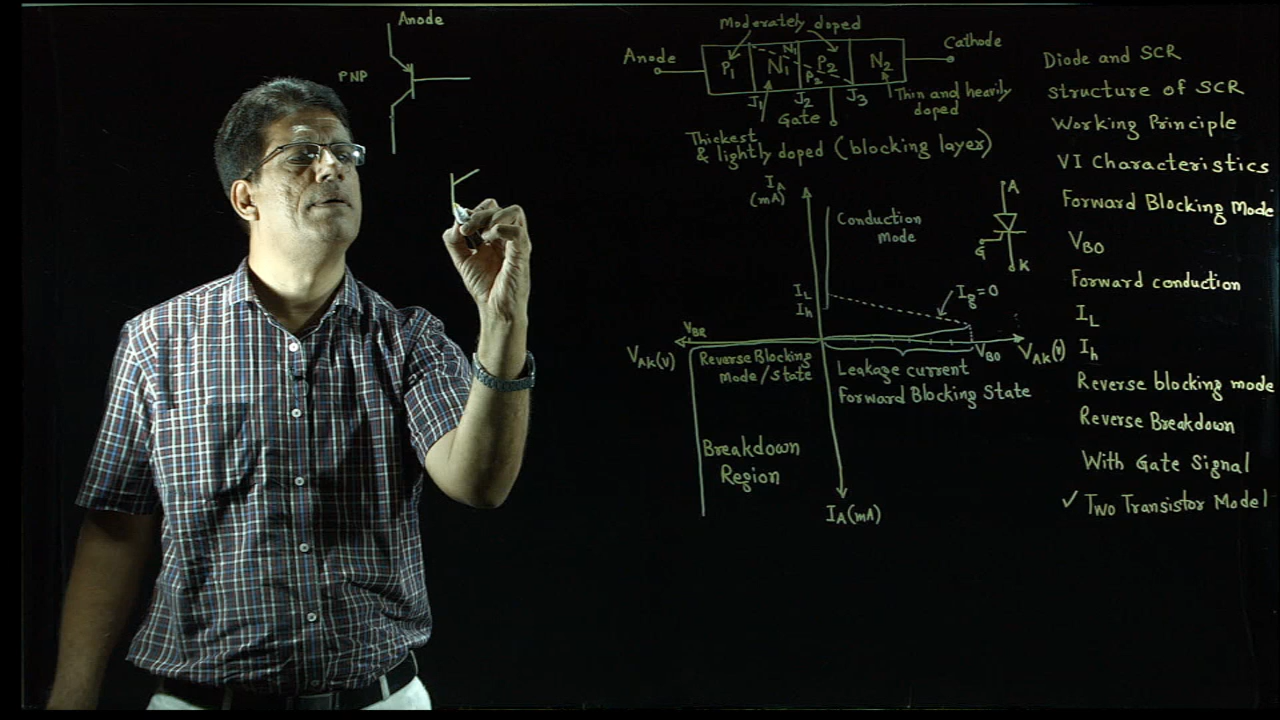 Anode
PNP
Moderately doped
Anode
P1
N1
N1
P2
P2
N2
Cathode
J1
J2
J3
Gate
Thin and heavily
doped
Thickest
& lightly doped (blocking layer)
IA
(mA)
Conduction
mode
A
G
K
IL
Ih
Ig=0
VBR
VAK(V)
VBO
VAK(V)
Reverse Blocking
mode/state
Leakage current
Forward Blocking State
Breakdown
Region
IA(mA)
Diode and SCR
structure of SCR
Working Principle
VI Characteristics
Forward Blocking Mode
VBO
Forward conduction
IL
Ih
Reverse blocking mode
Reverse Breakdown
With Gate Signal
✓ Two Transistor Model